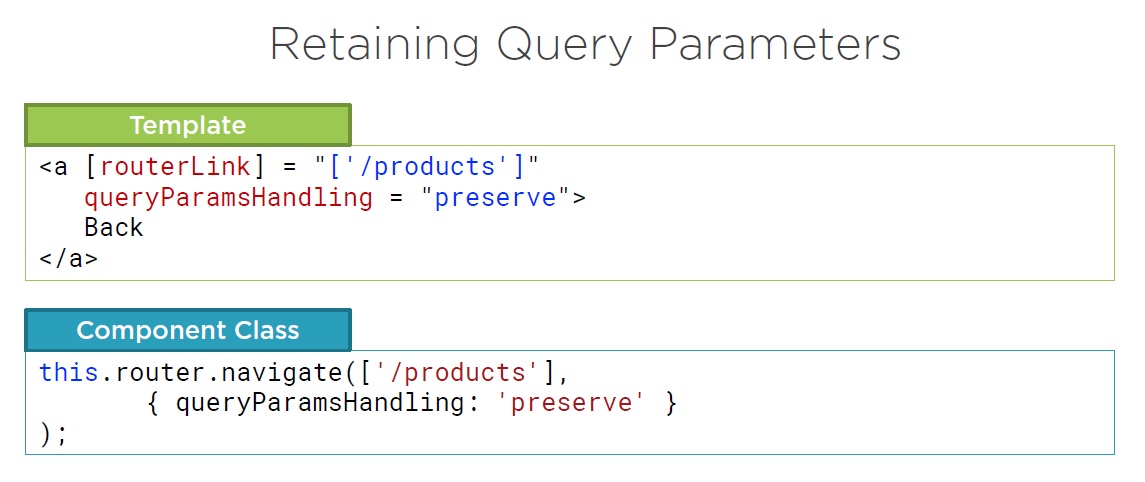 Retaining Query Parameters
Template
<a [routerLink] = "['/products']"
queryParamsHandling = "preserve">
Back
</a>
Component Class
this.router.navigate(['/products'],
{ queryParamsHandling: 'preserve' }
);